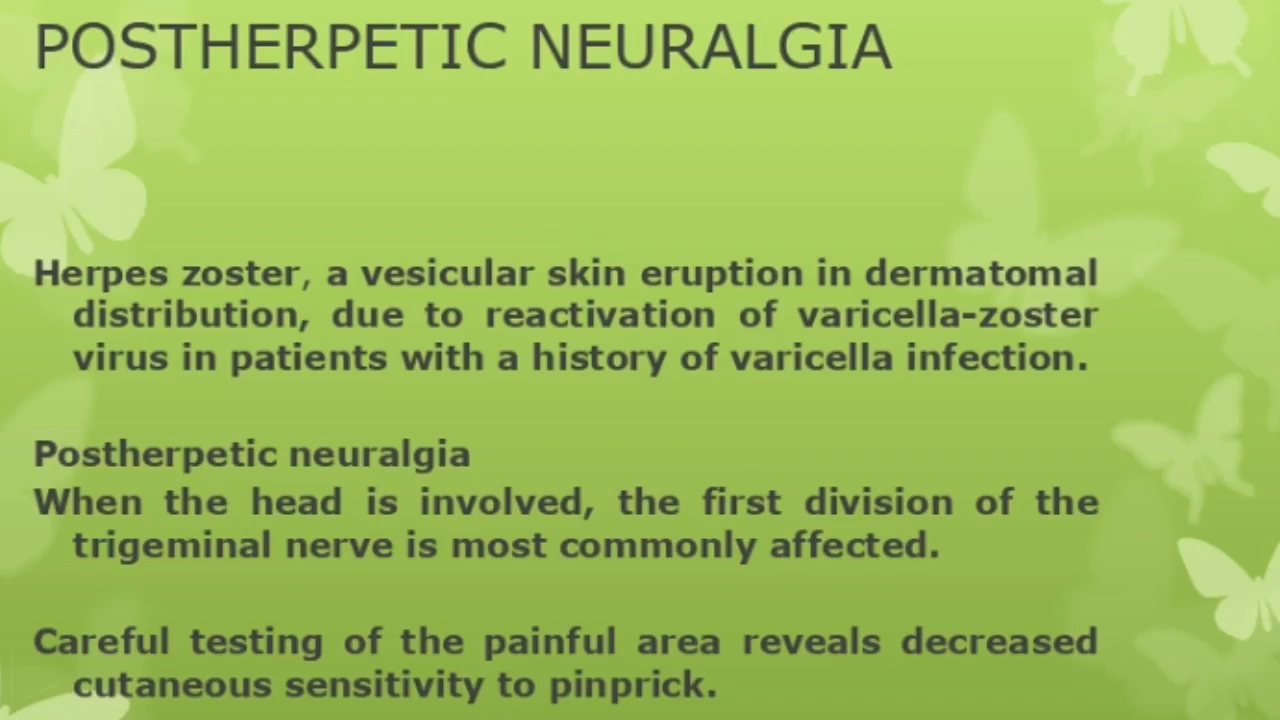 POSTHERPETIC NEURALGIA
Herpes zoster, a vesicular skin eruption in dermatomal
distribution, due to reactivation of varicella-zoster
virus in patients with a history of varicella infection.
Postherpetic neuralgia
When the head is involved, the first division of the
trigeminal nerve is most commonly affected.
Careful testing of the painful area reveals decreased
cutaneous sensitivity to pinprick.